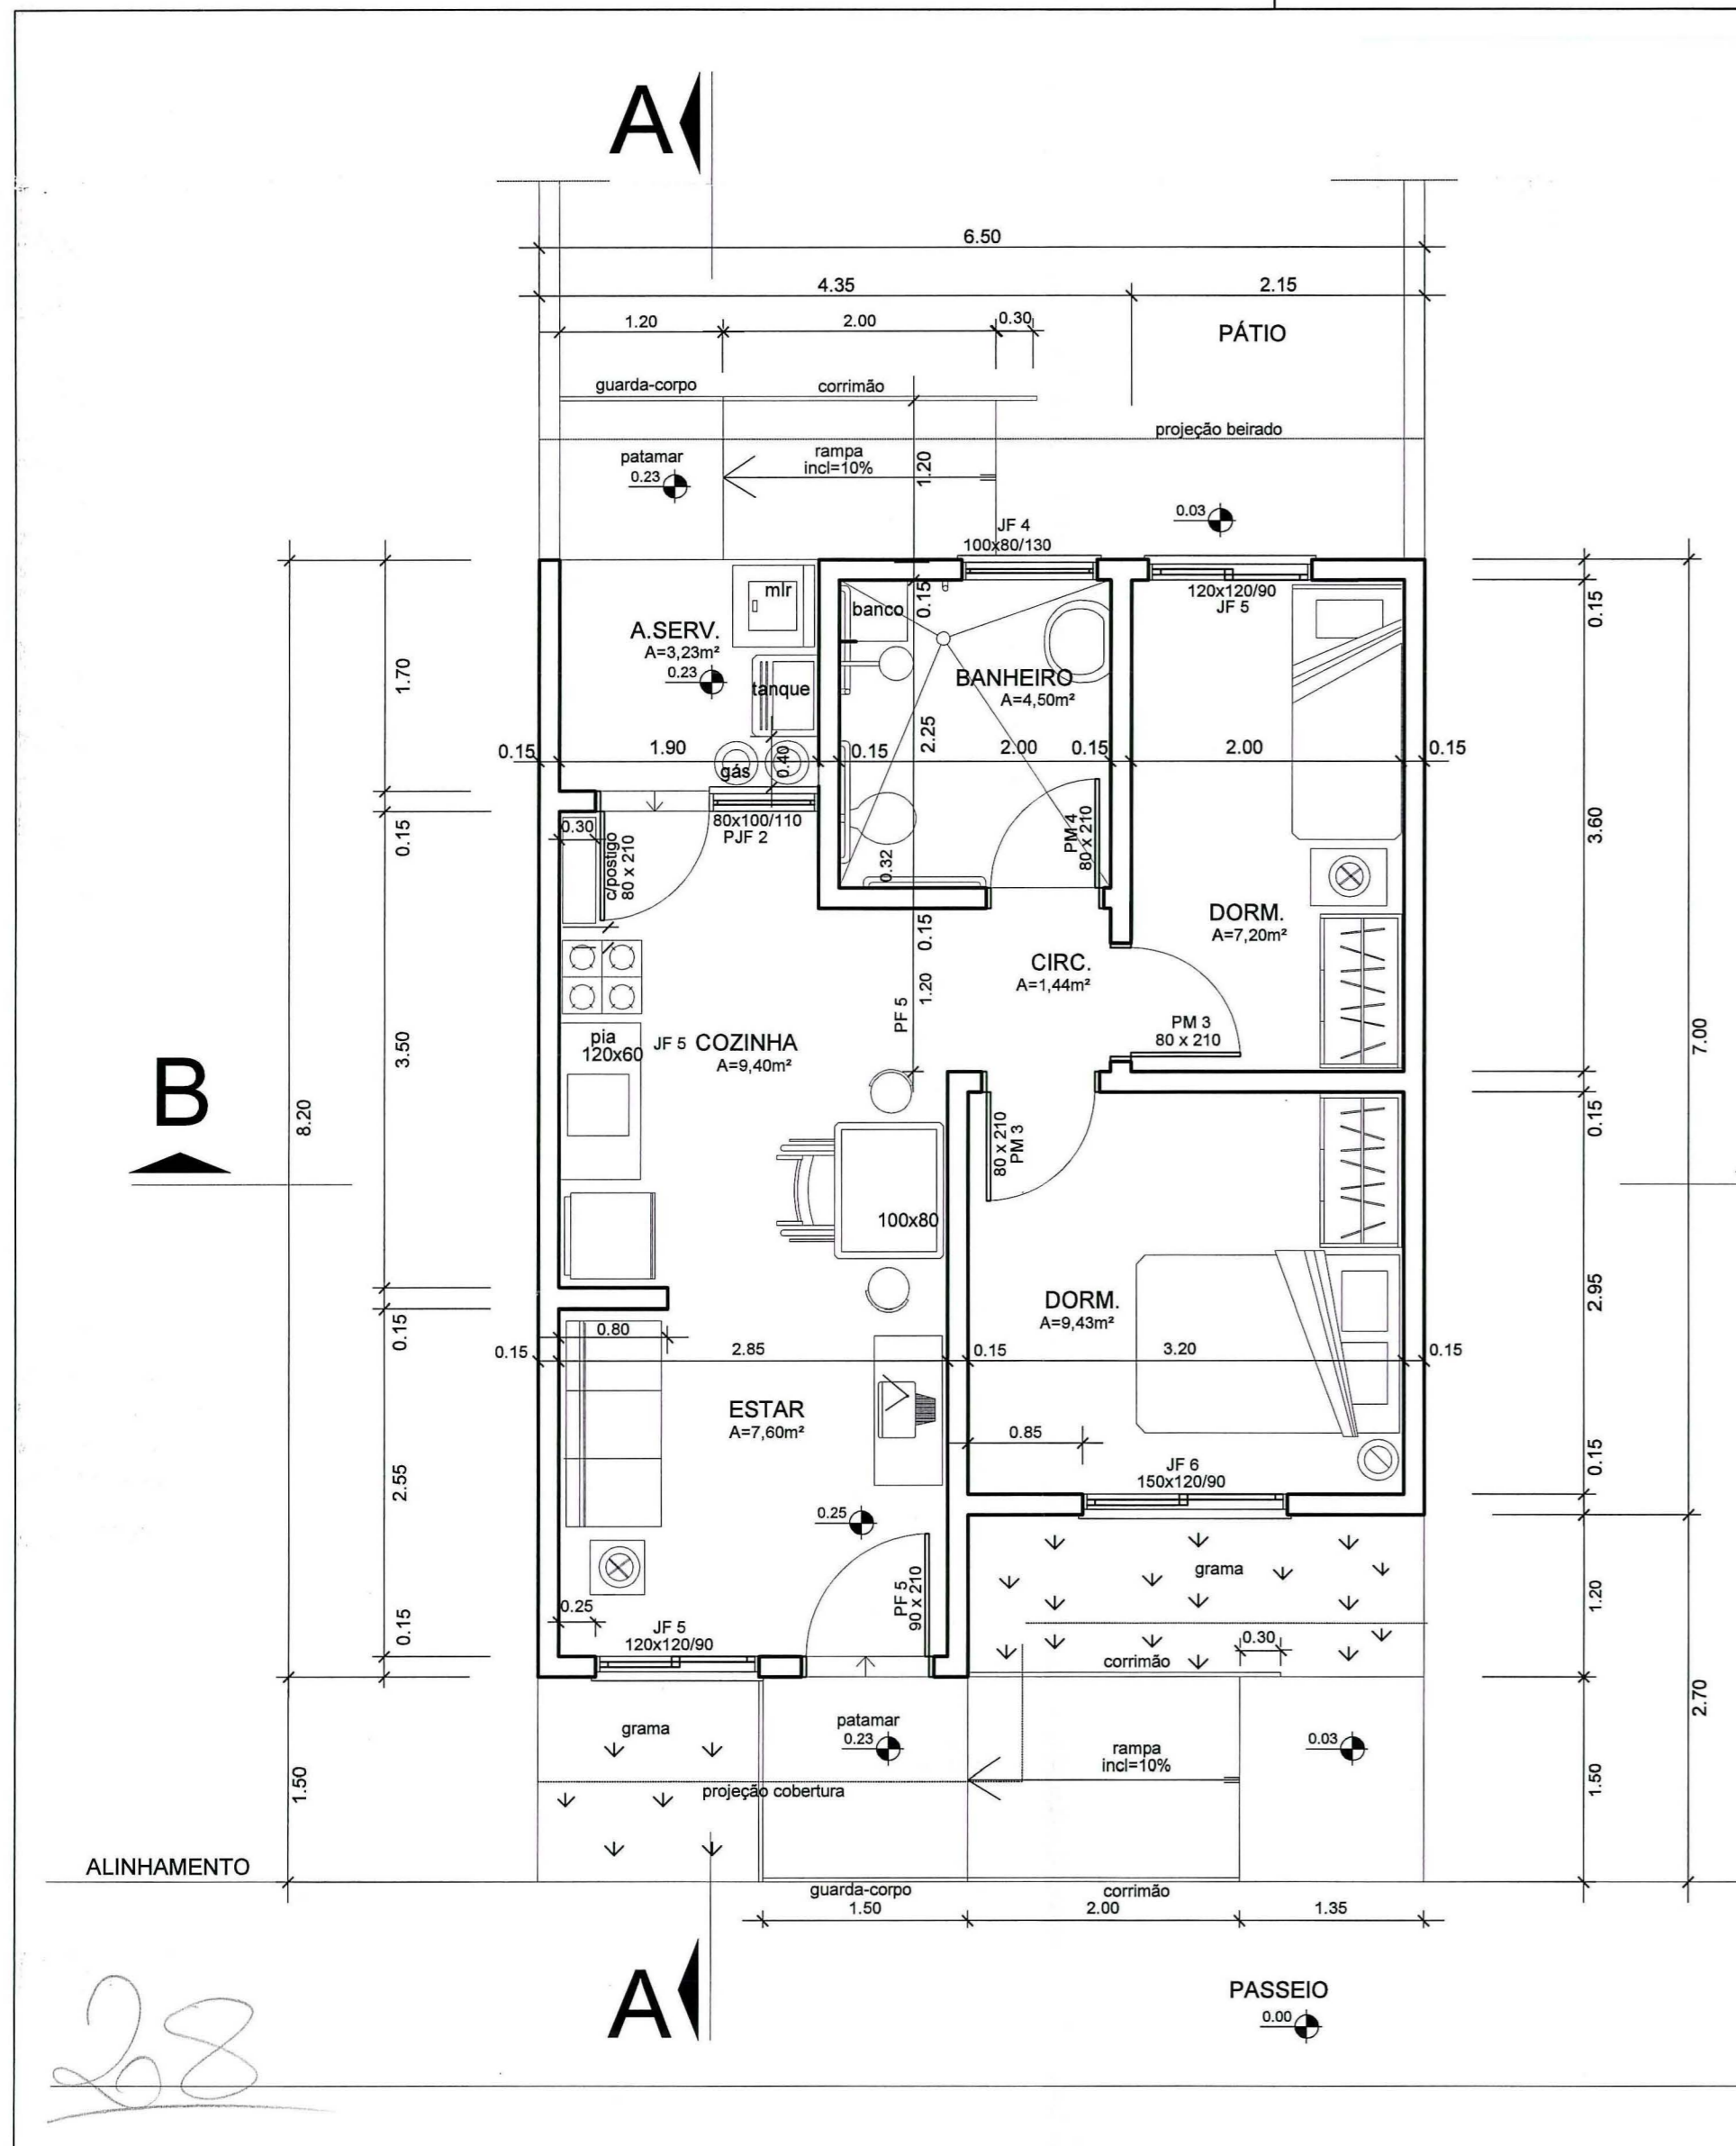 A
6.50
4.35
2.15
1.20
2.00
0.30
PÁTIO
guarda-corpo
corrimão
projeção beirado
patamar
0.23
rampa
incl=10%
1.20
0.03
JF 4
100x80/130
mlr
banco
0.15
120x120/90
JF 5
0.15
A.SERV.
A=3,23m²
0.23
tanque
BANHEIRO
A=4,50m²
1.70
2.25
0.15
1.90
0.40
0.15
2.00
0.15
2.00
0.15
gás
80x100/110
PJF 2
0.30
c/postigo
80 x 210
0.32
PM 4
80 x 210
0.15
3.60
DORM.
A=7,20m²
0.15
CIRC.
A=1,44m²
1.20
PF 5
pia
120x60
JF 5
COZINHA
A=9,40m²
PM 3
80 x 210
3.50
7.00
B
8.20
80 x 210
PM 3
0.15
100x80
DORM.
A=9,43m²
2.95
0.80
0.15
0.15
2.85
0.15
3.20
0.15
ESTAR
A=7,60m²
0.85
JF 6
150x120/90
0.15
2.55
0.25
grama
PF 5
90 x 210
1.20
0.25
0.15
JF 5
120x120/90
0.30
corrimão
grama
patamar
0.23
rampa
incl=10%
0.03
2.70
1.50
projeção cobertura
1.50
ALINHAMENTO
guarda-corpo
corrimão
1.50
2.00
1.35
A
PASSEIO
0.00
208